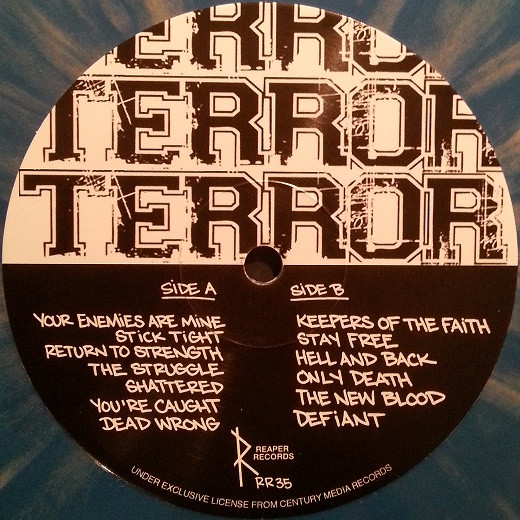 TERROR
TERROR
TERROR
SiDE A
YOUR ENEMiES ARE MiNE
STiCK TiGHT
RETURN TO STRENGTH
THE STRUGGLE
SHATTERED
YOU'RE CAUGHT
DEAD WRONG
SiDE B
KEEPERS OF THE FAiTH
STAY FREE
HELL AND BACK
ONLY DEATH
THE NEW BLOOD
DEFiANT
REAPER
RECORDS
RR35
UNDER EXCLUSIVE LICENSE FROM CENTURY MEDIA RECORDS